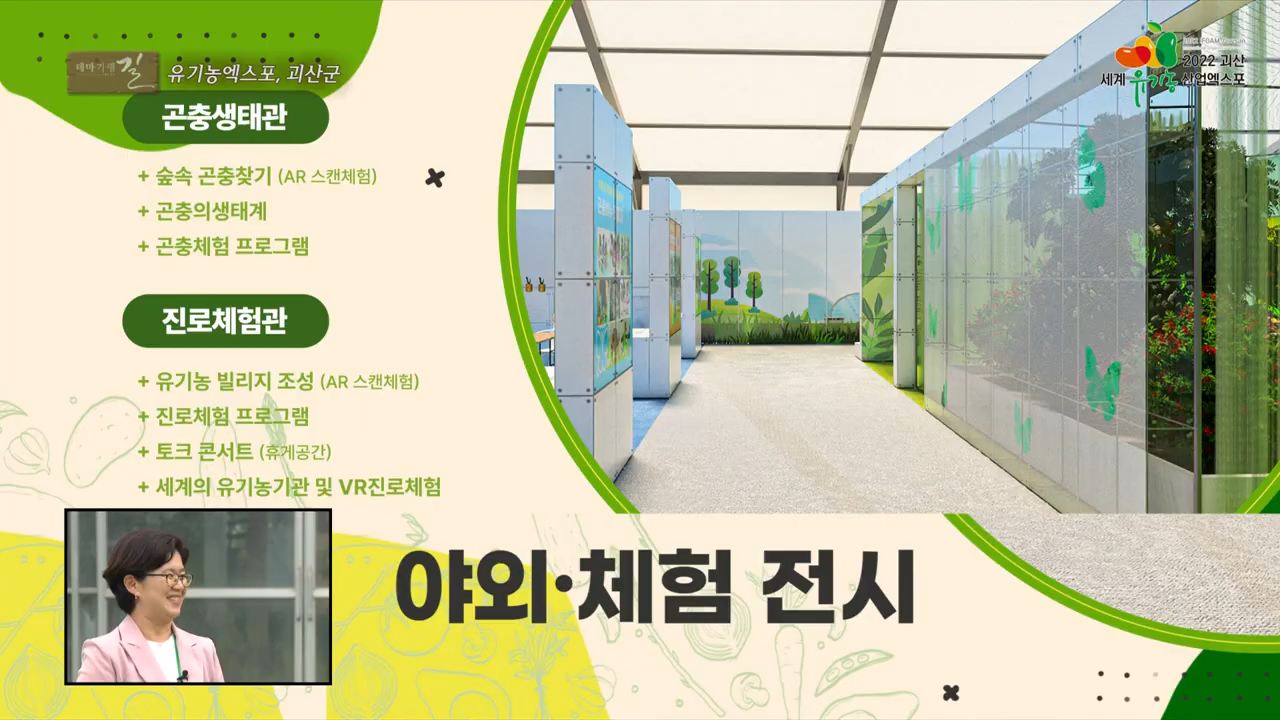 테마기행 길
유기농엑스포, 괴산군
곤충생태관
+ 숲속 곤충찾기 (AR 스캔체험)
+ 곤충의생태계
+ 곤충체험 프로그램
진로체험관
+ 유기농 빌리지 조성 (AR 스캔체험)
+ 진로체험 프로그램
+ 토크 콘서트 (휴게공간)
+ 세계의 유기농기관 및 VR진로체험
야외·체험 전시
2022 괴산
세계 유기농 산업엑스포